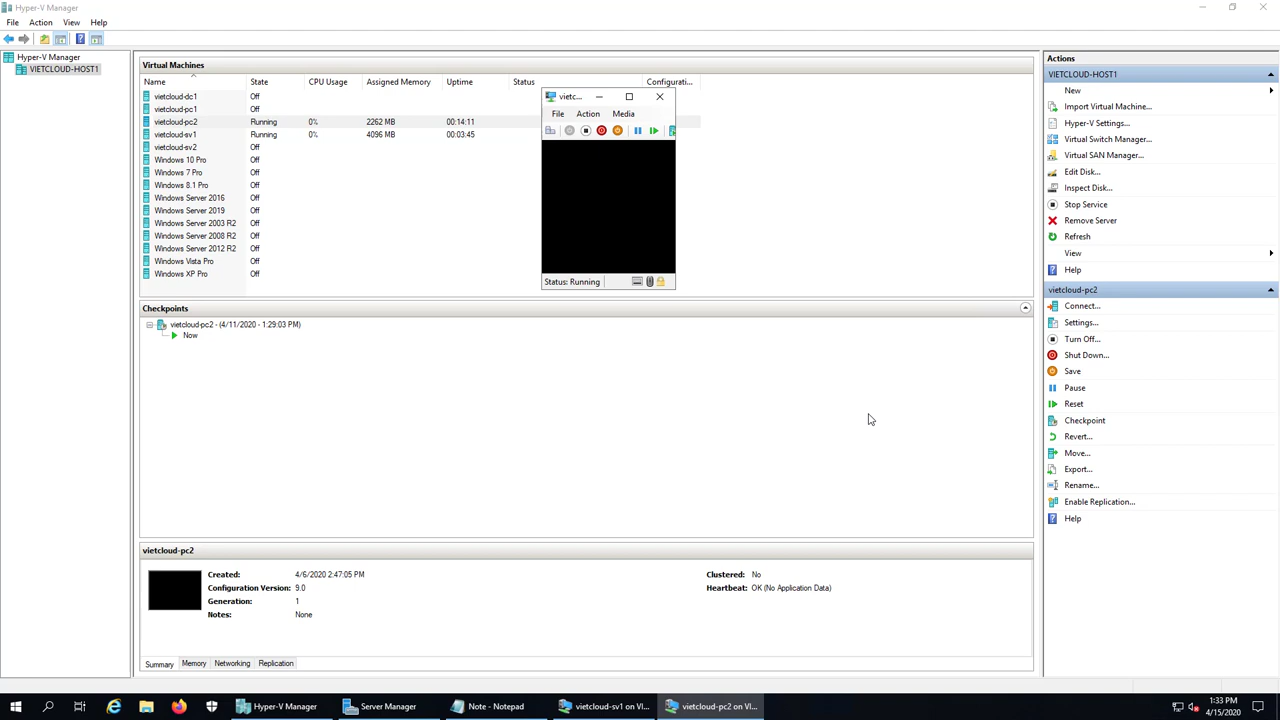 Hyper-V Manager
File Action View Help
Hyper-V Manager
VIETCLOUD-HOST1
Virtual Machines
Name State CPU Usage Assigned Memory Uptime Status Configurati...
vietcloud-dc1 Off
vietcloud-pc1 Off
vietcloud-pc2 Running 0% 2262 MB 00:14:11
vietcloud-sv1 Running 0% 4096 MB 00:03:45
vietcloud-sv2 Off
Windows 10 Pro Off
Windows 7 Pro Off
Windows 8.1 Pro Off
Windows Server 2016 Off
Windows Server 2019 Off
Windows Server 2003 R2 Off
Windows Server 2008 R2 Off
Windows Server 2012 R2 Off
Windows Vista Pro Off
Windows XP Pro Off
vietc...
File Action Media
Status: Running
Checkpoints
vietcloud-pc2 - (4/11/2020 - 1:29:03 PM)
Now
vietcloud-pc2
Created: 4/6/2020 2:47:05 PM Clustered: No
Configuration Version: 9.0 Heartbeat: OK (No Application Data)
Generation: 1
Notes: None
Summary Memory Networking Replication
Actions
VIETCLOUD-HOST1
New
Import Virtual Machine...
Hyper-V Settings...
Virtual Switch Manager...
Virtual SAN Manager...
Edit Disk...
Inspect Disk...
Stop Service
Remove Server
Refresh
View
Help
vietcloud-pc2
Connect...
Settings...
Turn Off...
Shut Down...
Save
Pause
Reset
Checkpoint
Revert...
Move...
Export...
Rename...
Enable Replication...
Help
Hyper-V Manager Server Manager Note - Notepad vietcloud-sv1 on VI... vietcloud-pc2 on VI...
1:33 PM
4/15/2020